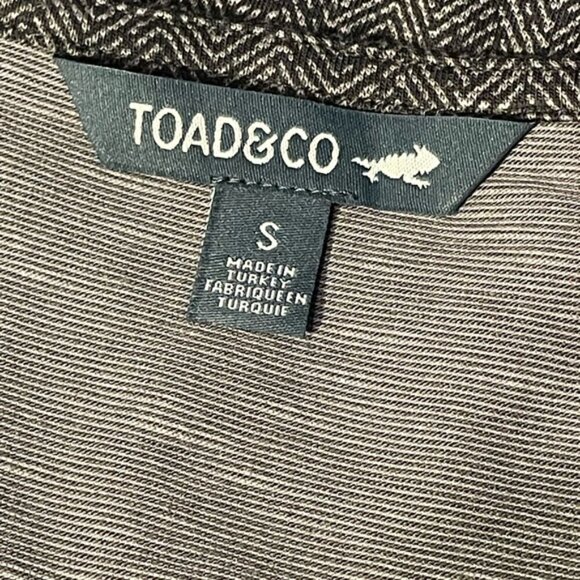 TOAD&CO
S
MADE IN
TURKEY
FABRIQUE EN
TURQUIE